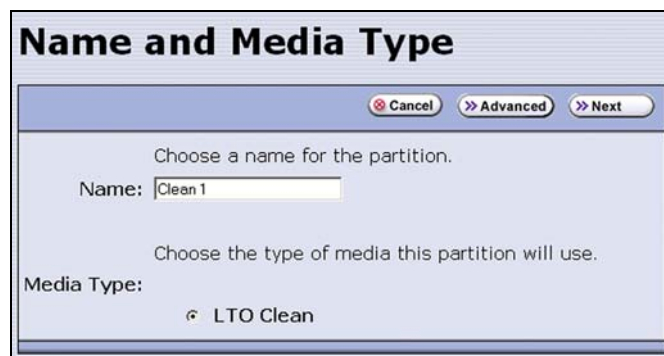 Name and Media Type
Cancel Advanced Next
Choose a name for the partition.
Name: Clean 1
Choose the type of media this partition will use.
Media Type:
LTO Clean